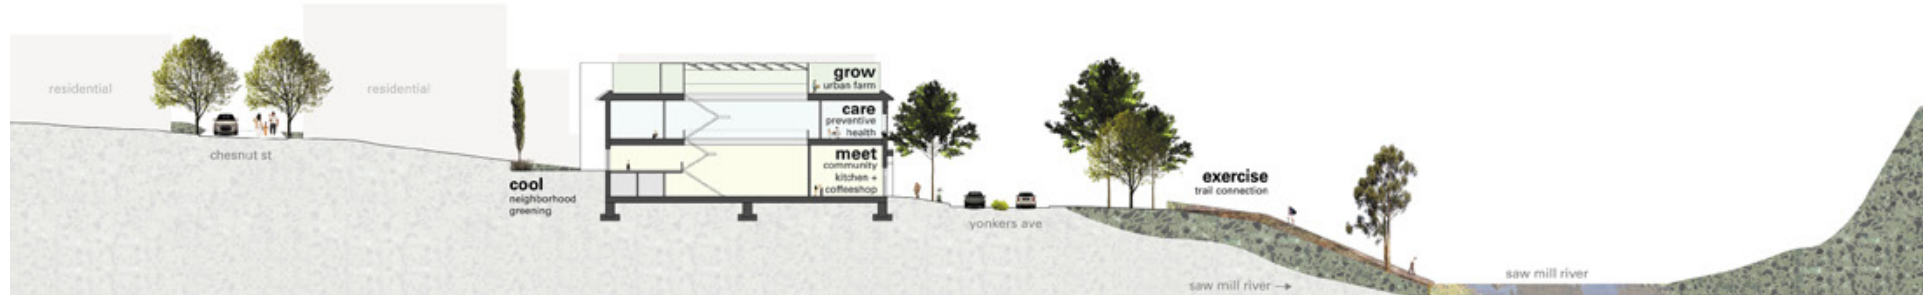 residential
chesnut st
residential
cool
neighborhood
greening
grow
urban farm
care
preventive
health
meet
community
kitchen +
coffeeshop
yonkers ave
exercise
trail connection
saw mill river →
saw mill river